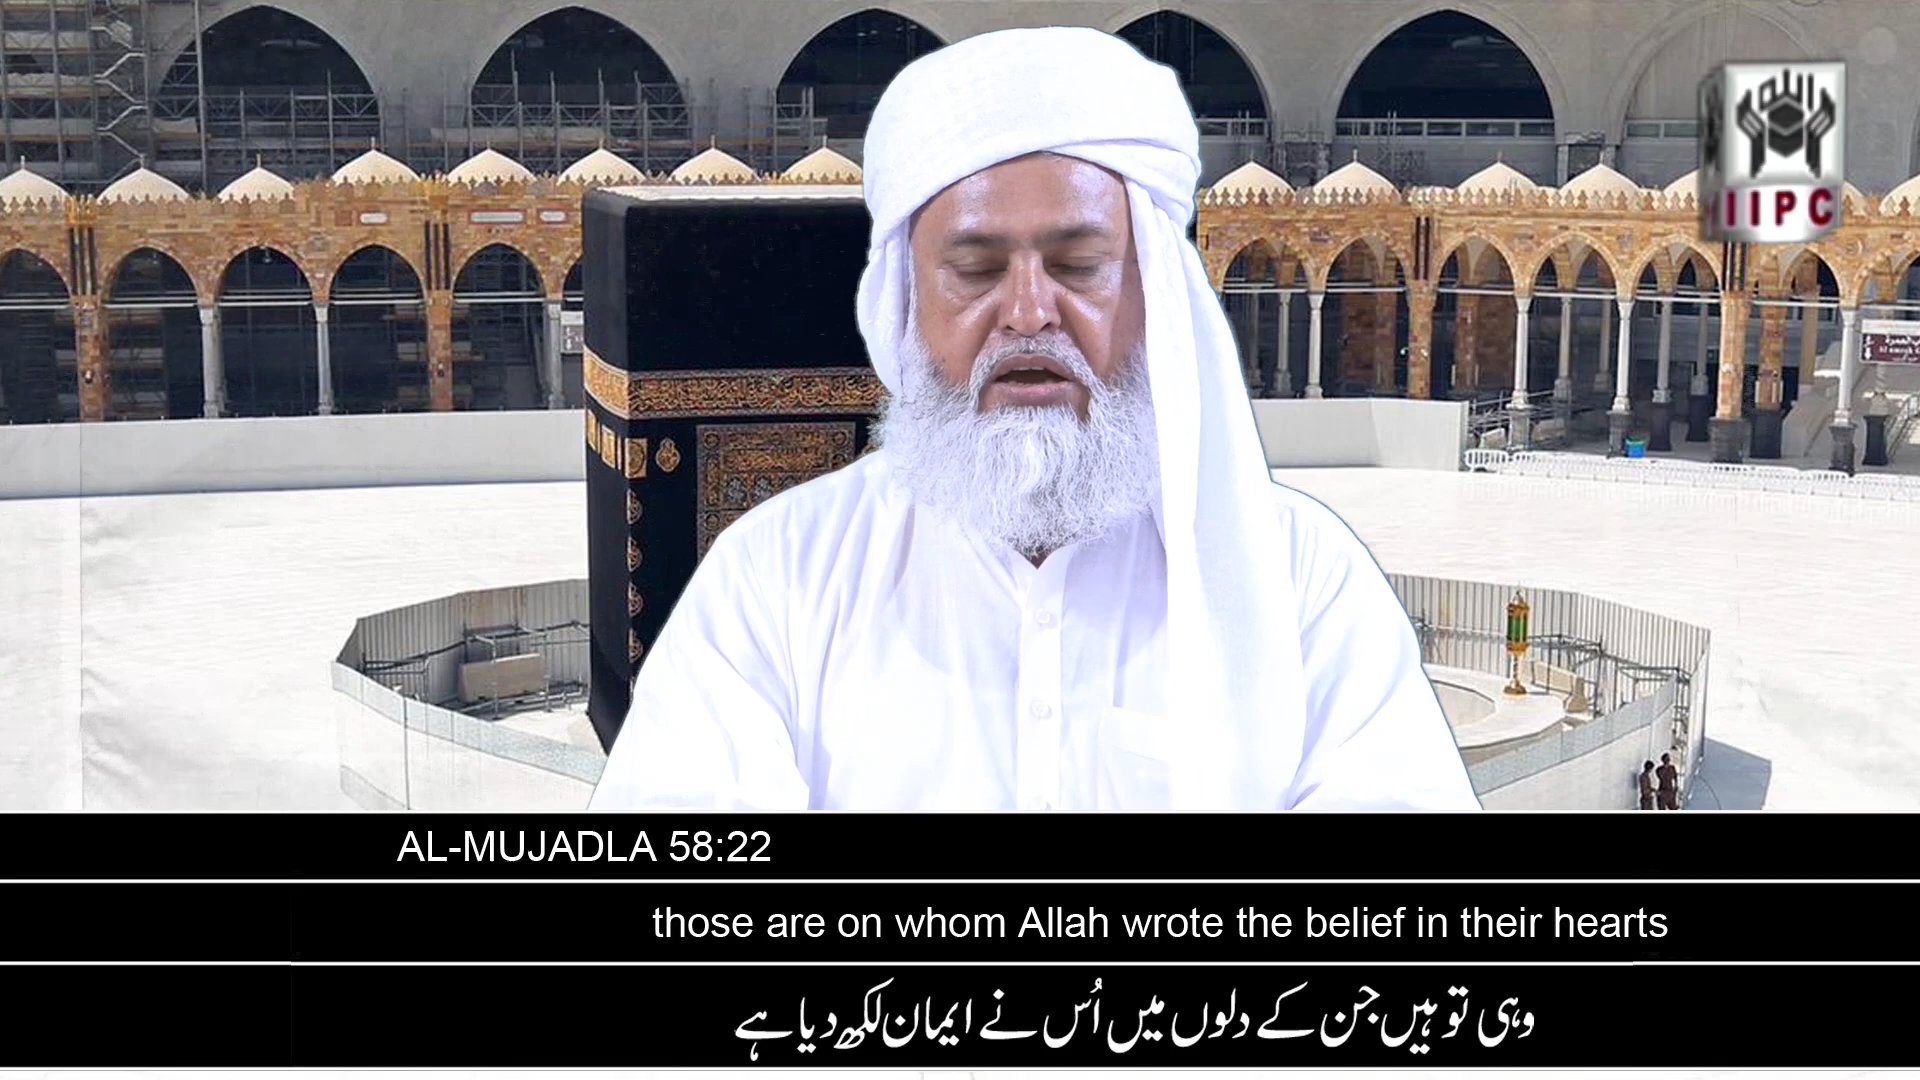 الله
IIPC
AL-MUJADLA 58:22
those are on whom Allah wrote the belief in their hearts
وہی تو ہیں جن کے دلوں میں اُس نے ایمان لکھ دیا ہے